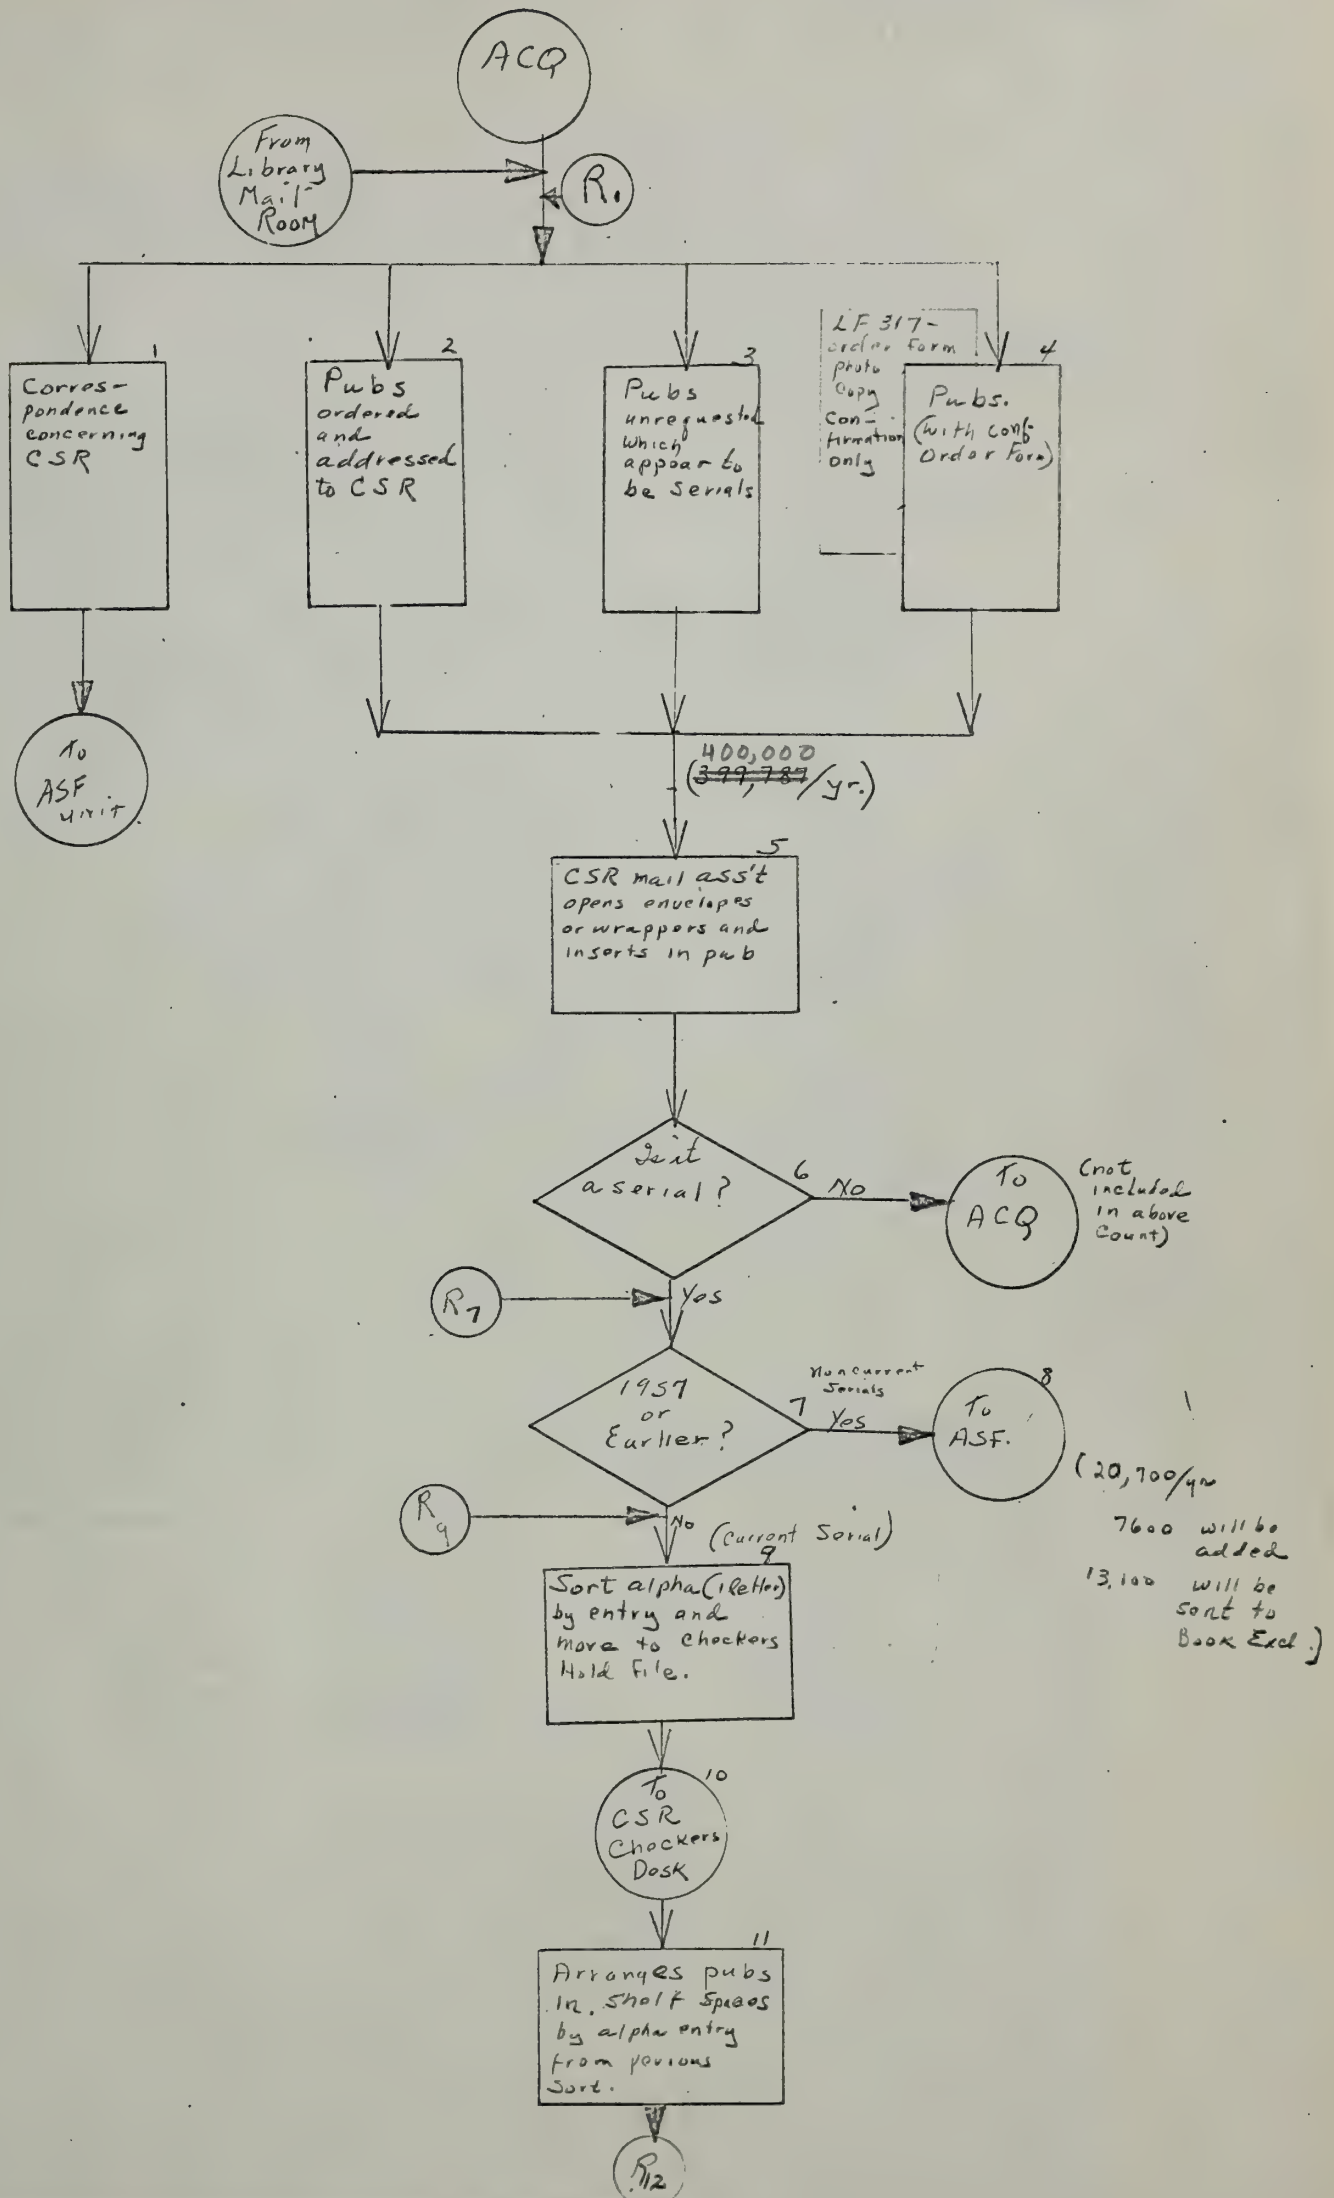 ACQ
From
Library
Mail
Room
R1
1
Corres-
pondence
concerning
CSR
2
Pubs
ordered
and
addressed
to CSR
3
Pubs
unrequested
which
appear to
be serials
LF 317-
order form
photo
copy
Con-
firmation
only
4
Pubs.
(with conf
Order Form)
To
ASF
unit
400,000
(399,787/yr.)
5
CSR mail ass't
opens envelopes
or wrappers and
inserts in pub
Is it
a serial?
6
No
To
ACQ
(not
included
in above
count)
R7
Yes
1957
or
Earlier?
7
Noncurrent
Serials
Yes
8
To
ASF.
(20,700/yr
7600 will be
added
13,100 will be
sent to
Book Exch.)
R9
No
(Current Serial)
9
Sort alpha (1 letter)
by entry and
move to Checkers
Hold File.
10
To
CSR
Checkers
Desk
11
Arranges pubs
in shelf spaces
by alpha entry
from pervious
sort.
R12